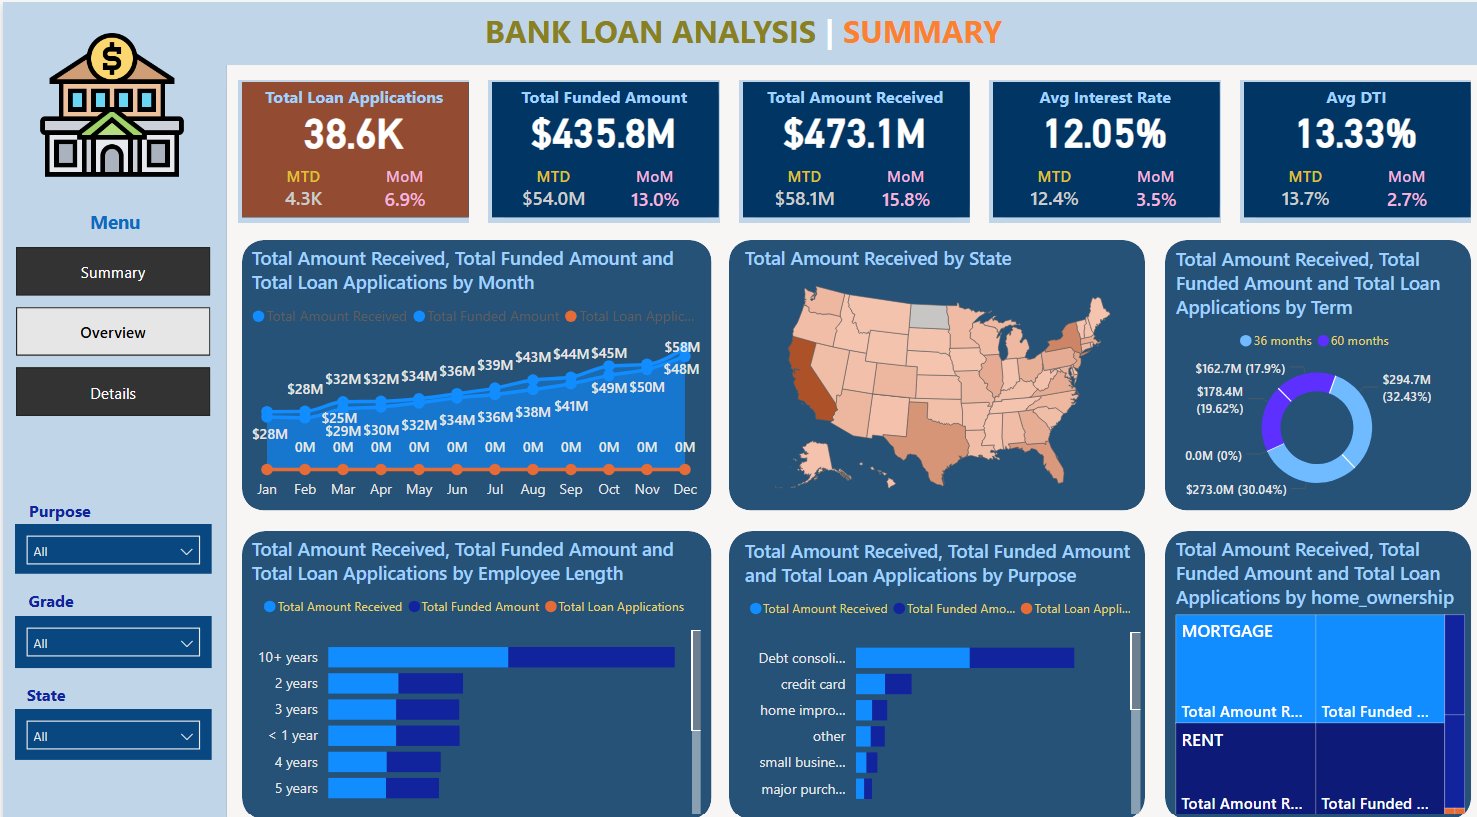 BANK LOAN ANALYSIS | SUMMARY
Menu
Summary
Overview
Details
Purpose
All
Grade
All
State
All
Total Loan Applications
38.6K
MTD MoM
4.3K 6.9%
Total Funded Amount
$435.8M
MTD MoM
$54.0M 13.0%
Total Amount Received
$473.1M
MTD MoM
$58.1M 15.8%
Avg Interest Rate
12.05%
MTD MoM
12.4% 3.5%
Avg DTI
13.33%
MTD MoM
13.7% 2.7%
Total Amount Received, Total Funded Amount and
Total Loan Applications by Month
Total Amount Received Total Funded Amount Total Loan Applic...
$58M
$28M $32M $32M $34M $36M $39M $43M $44M $45M
$48M
$28M $25M $29M $30M $32M $34M $36M $38M $41M $49M $50M
0M 0M 0M 0M 0M 0M 0M 0M 0M 0M 0M
Jan Feb Mar Apr May Jun Jul Aug Sep Oct Nov Dec
Total Amount Received by State
Total Amount Received, Total
Funded Amount and Total Loan
Applications by Term
36 months 60 months
$162.7M (17.9%)
$294.7M
(32.43%)
$178.4M
(19.62%)
0.0M (0%)
$273.0M (30.04%)
Total Amount Received, Total Funded Amount and
Total Loan Applications by Employee Length
Total Amount Received Total Funded Amount Total Loan Applications
10+ years
2 years
3 years
< 1 year
4 years
5 years
Total Amount Received, Total Funded Amount
and Total Loan Applications by Purpose
Total Amount Received Total Funded Amo... Total Loan Appli...
Debt consoli...
credit card
home impro...
other
small busine...
major purch...
Total Amount Received, Total
Funded Amount and Total Loan
Applications by home_ownership
MORTGAGE
Total Amount R... Total Funded ...
RENT
Total Amount R... Total Funded ...